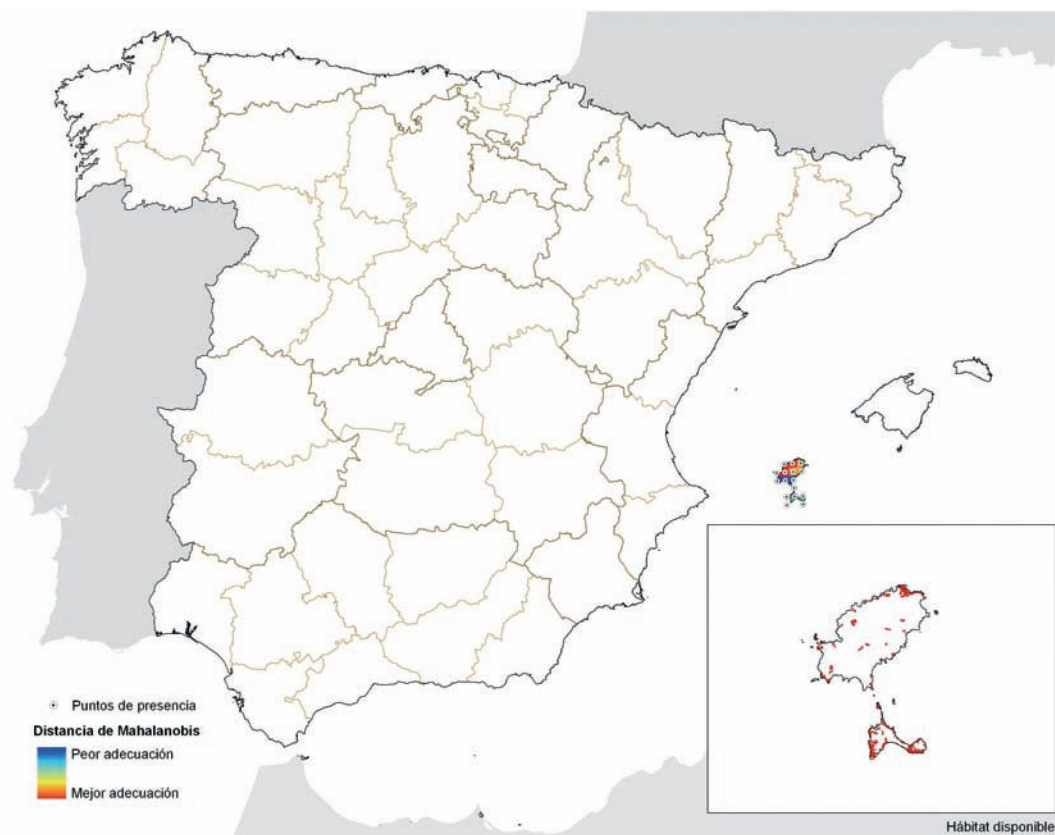 Puntos de presencia
Distancia de Mahalanobis
Peor adecuación
Mejor adecuación
Hábitat disponible